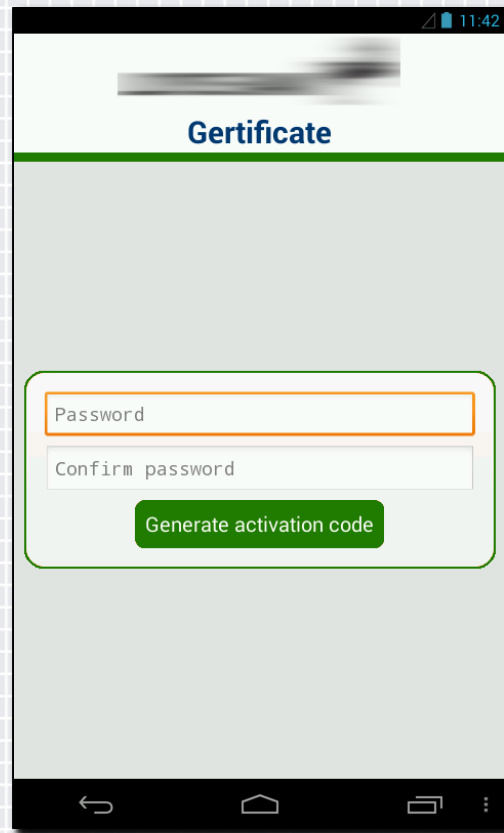 11:42
Gertificate
Password
Confirm password
Generate activation code